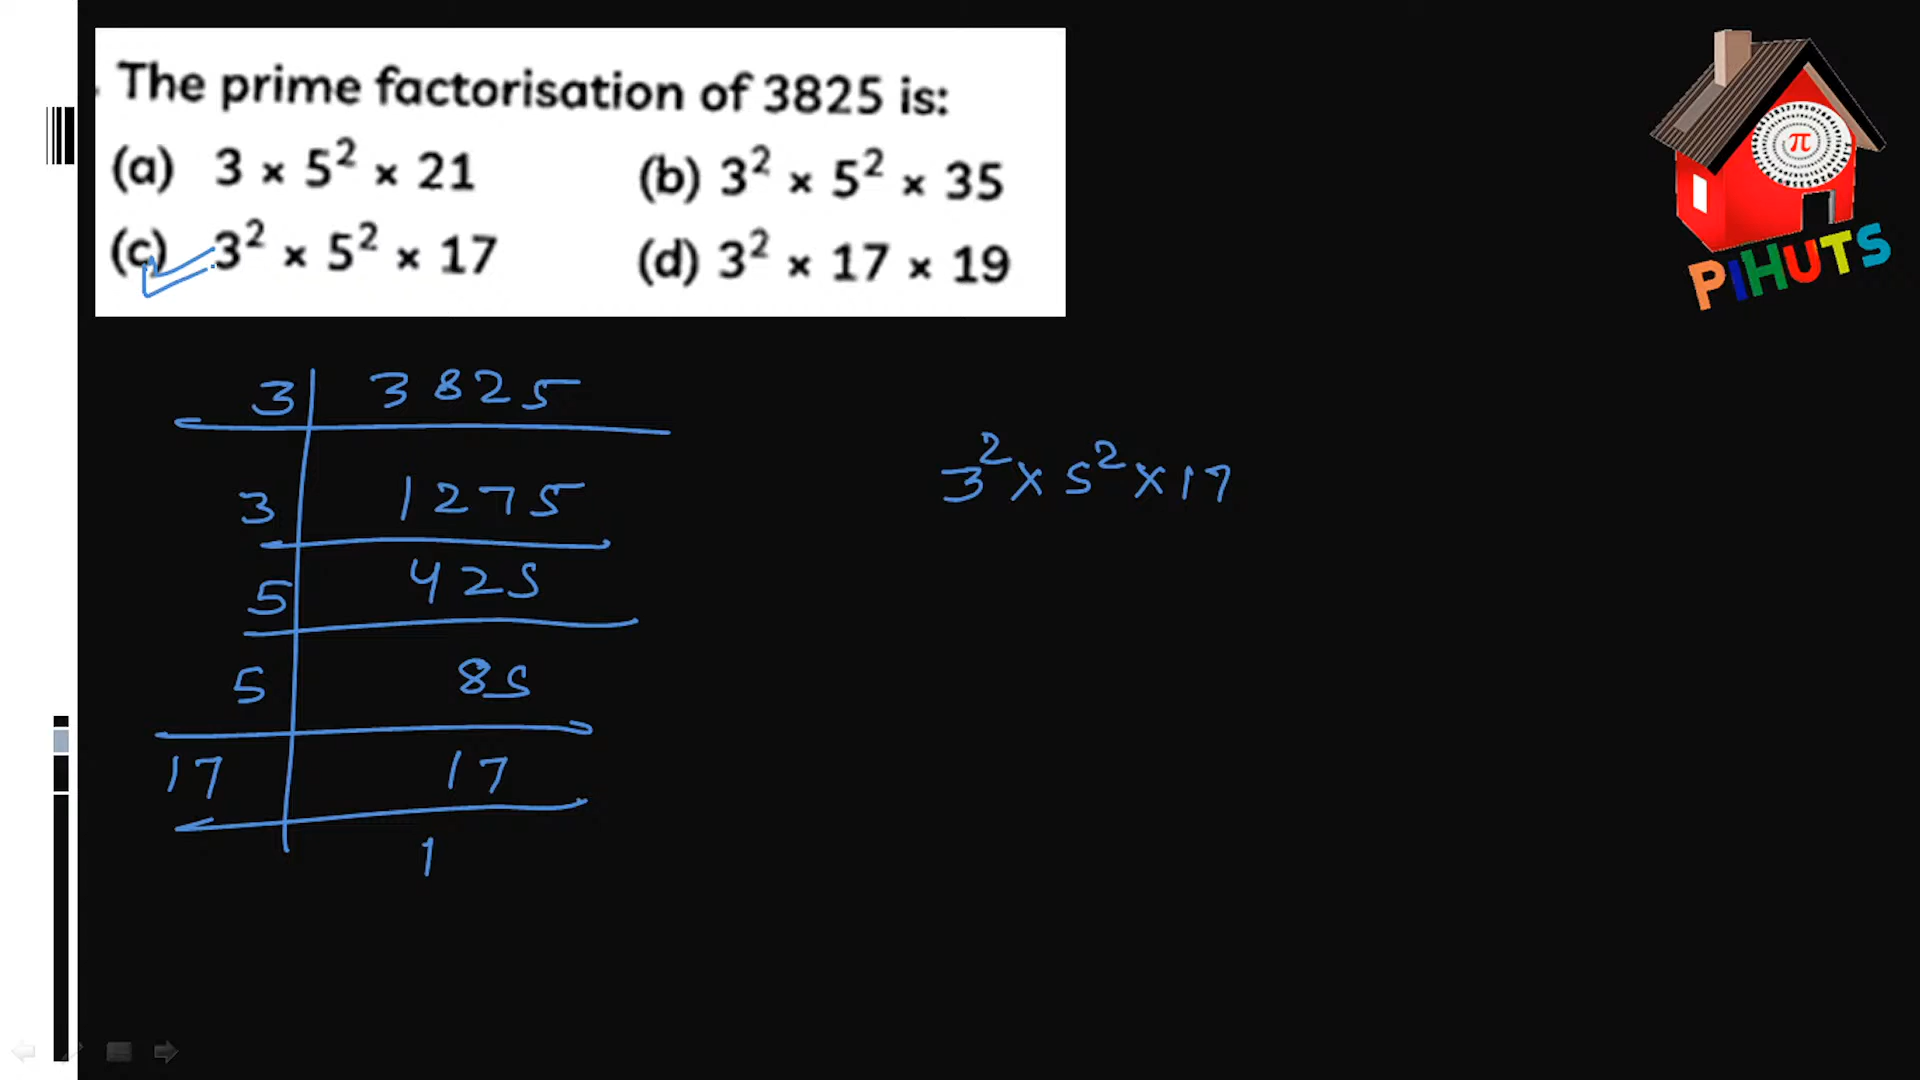 The prime factorisation of 3825 is:
(a) 3 × 5² × 21 (b) 3² × 5² × 35
(c) 3² × 5² × 17 (d) 3² × 17 × 19
π
PIHUTS
3 3825
3 1275
5 425
5 85
17 17
1
3² × 5² × 17